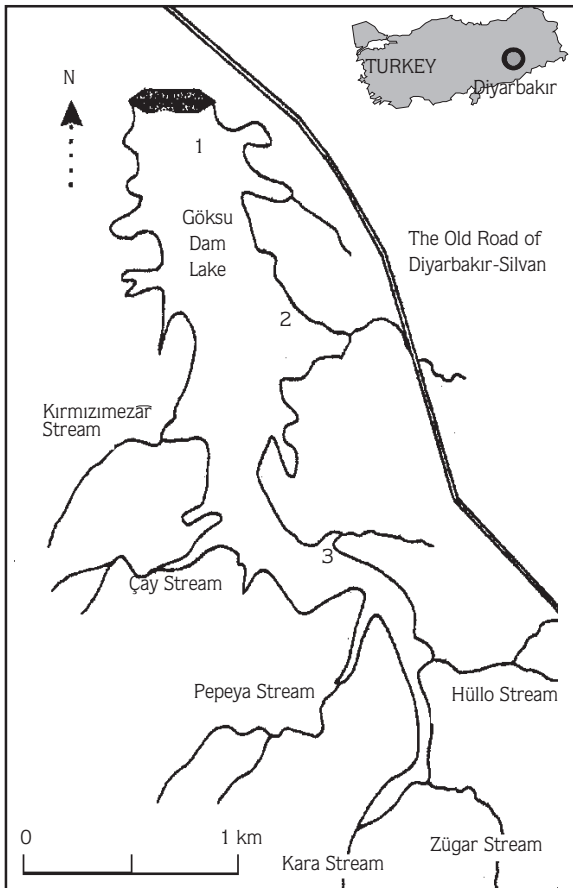 TURKEY
Diyarbakır
N
1
Göksu
Dam
Lake
The Old Road of
Diyarbakır-Silvan
2
Kırmızımezar
Stream
3
Çay Stream
Pepeya Stream
Hüllo Stream
0 1 km
Kara Stream
Zügar Stream